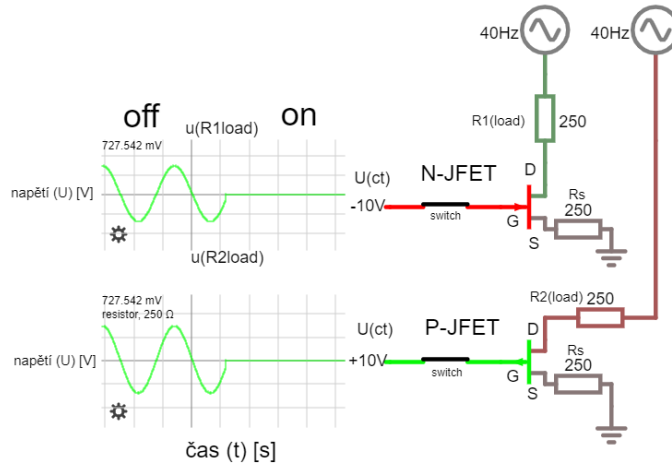 40Hz
40Hz
off
on
u(R1load)
727.542 mV
R1(load)
250
napětí (U) [V]
U(ct)
-10V
N-JFET
switch
D
G
S
Rs
250
u(R2load)
727.542 mV
resistor, 250 Ω
R2(load)
250
napětí (U) [V]
U(ct)
+10V
P-JFET
switch
D
G
S
Rs
250
čas (t) [s]